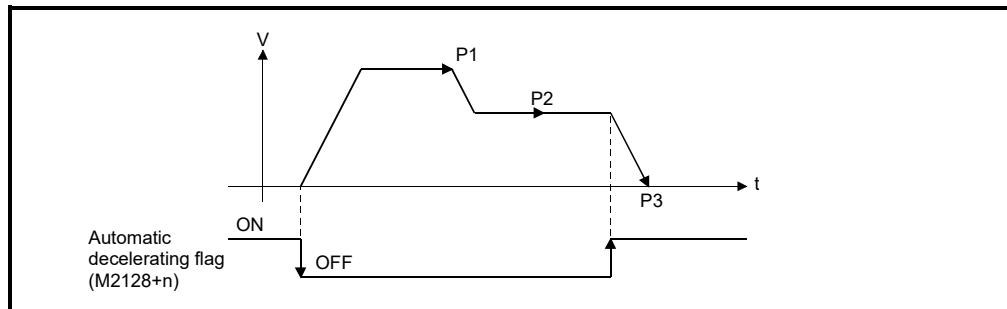 V
P1
P2
t
P3
ON
Automatic
decelerating flag
(M2128+n)
OFF